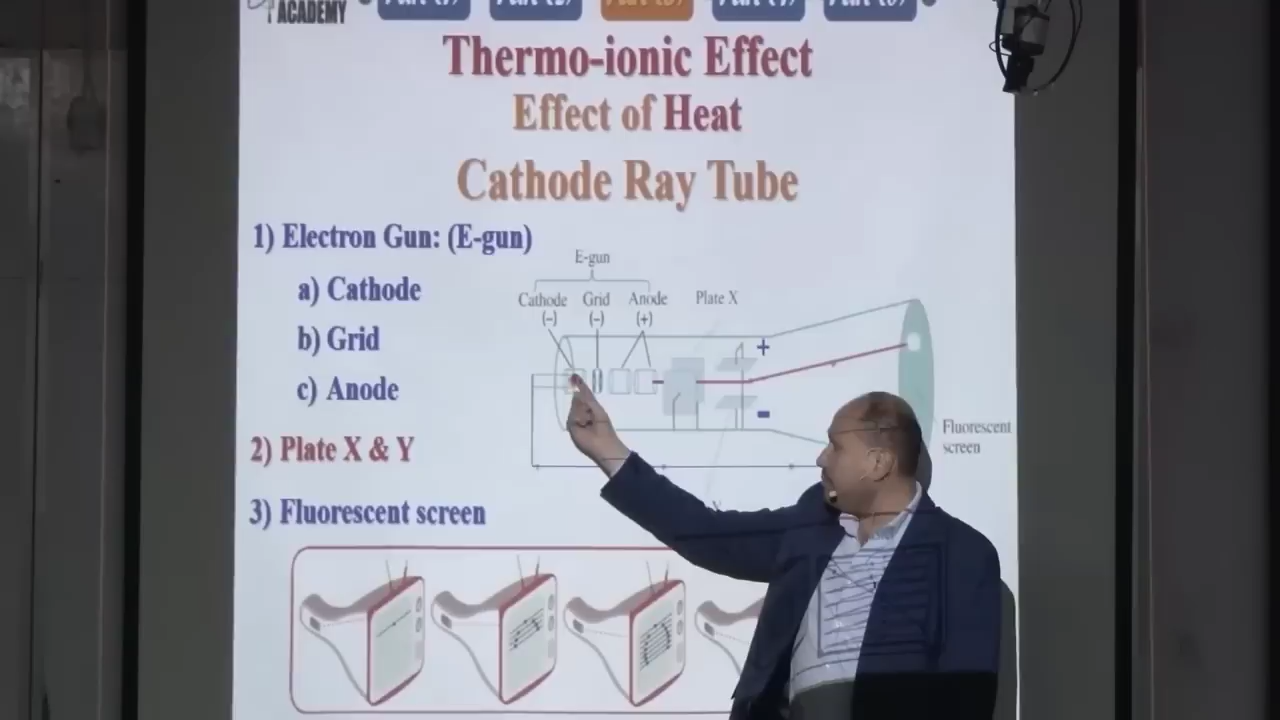 ACADEMY
Thermo-ionic Effect
Effect of Heat
Cathode Ray Tube
1) Electron Gun: (E-gun)
a) Cathode
b) Grid
c) Anode
2) Plate X & Y
3) Fluorescent screen
E-gun
Cathode Grid Anode Plate X
(-) (-) (+)
+
-
Fluorescent
screen